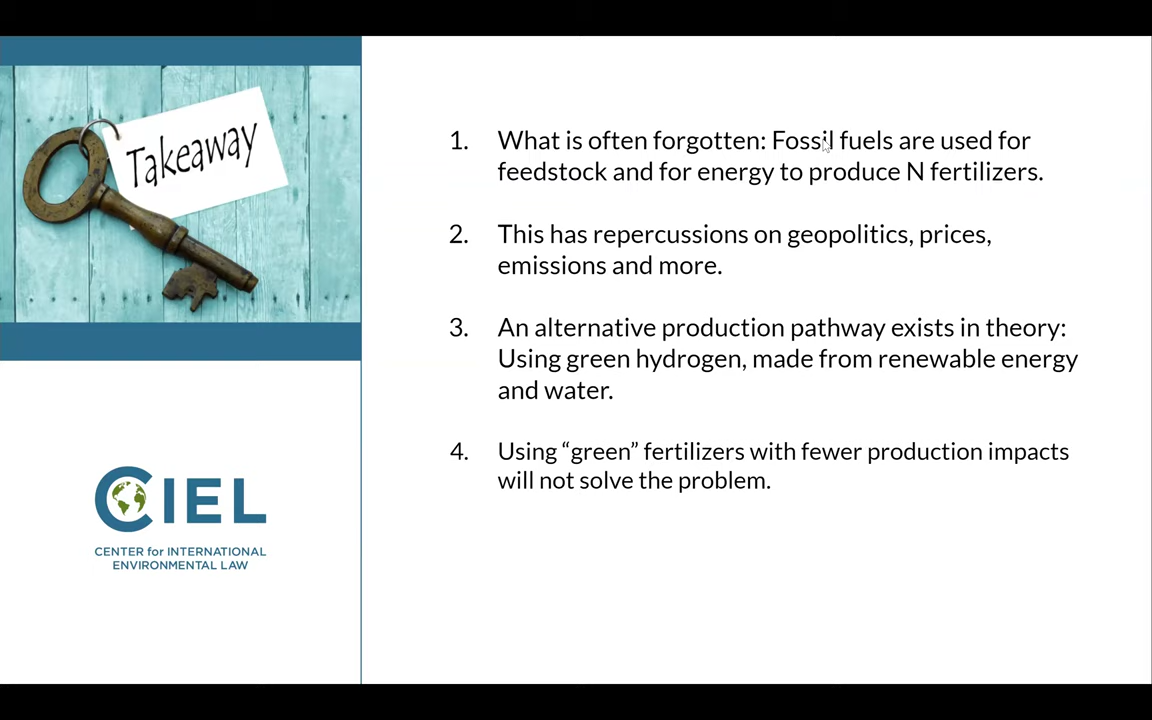 Takeaway
1. What is often forgotten: Fossil fuels are used for
feedstock and for energy to produce N fertilizers.
2. This has repercussions on geopolitics, prices,
emissions and more.
3. An alternative production pathway exists in theory:
Using green hydrogen, made from renewable energy
and water.
4. Using “green” fertilizers with fewer production impacts
will not solve the problem.
CIEL
CENTER for INTERNATIONAL
ENVIRONMENTAL LAW